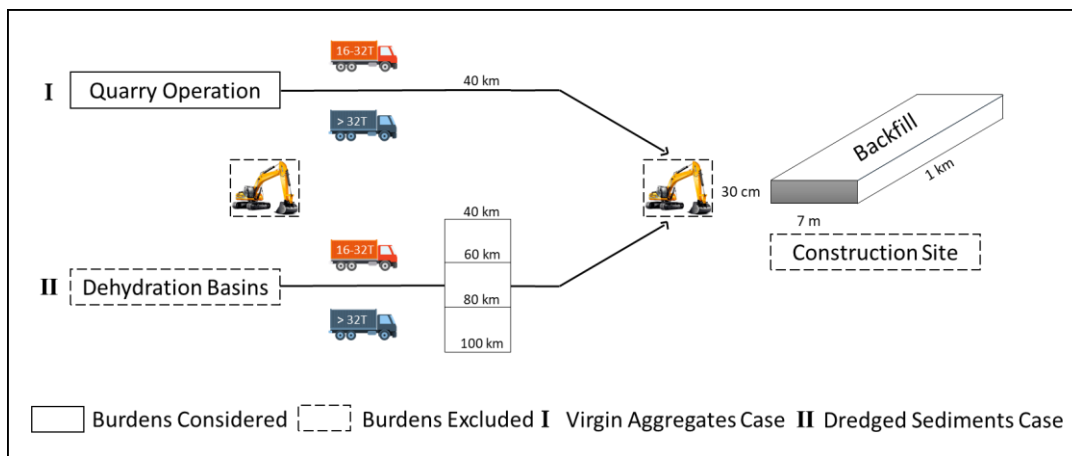 16-32T
I Quarry Operation
40 km
> 32T
Backfill
1 km
30 cm
7 m
40 km
16-32T
60 km
Construction Site
II Dehydration Basins
80 km
> 32T
100 km
Burdens Considered Burdens Excluded I Virgin Aggregates Case II Dredged Sediments Case